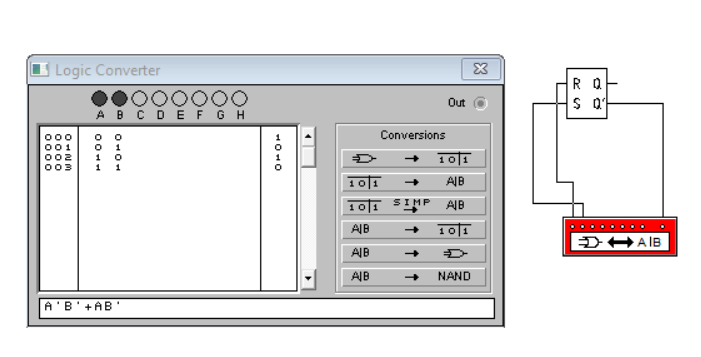 Logic Converter
Out
A B C D E F G H
000 0 0 1
001 0 1 0
002 1 0 1
003 1 1 0
Conversions
→ 1 0|1
1 0|1 → A|B
1 0|1 SIMP → A|B
A|B → 1 0|1
A|B →
A|B → NAND
A'B'+AB'
R Q
S Q'
A|B